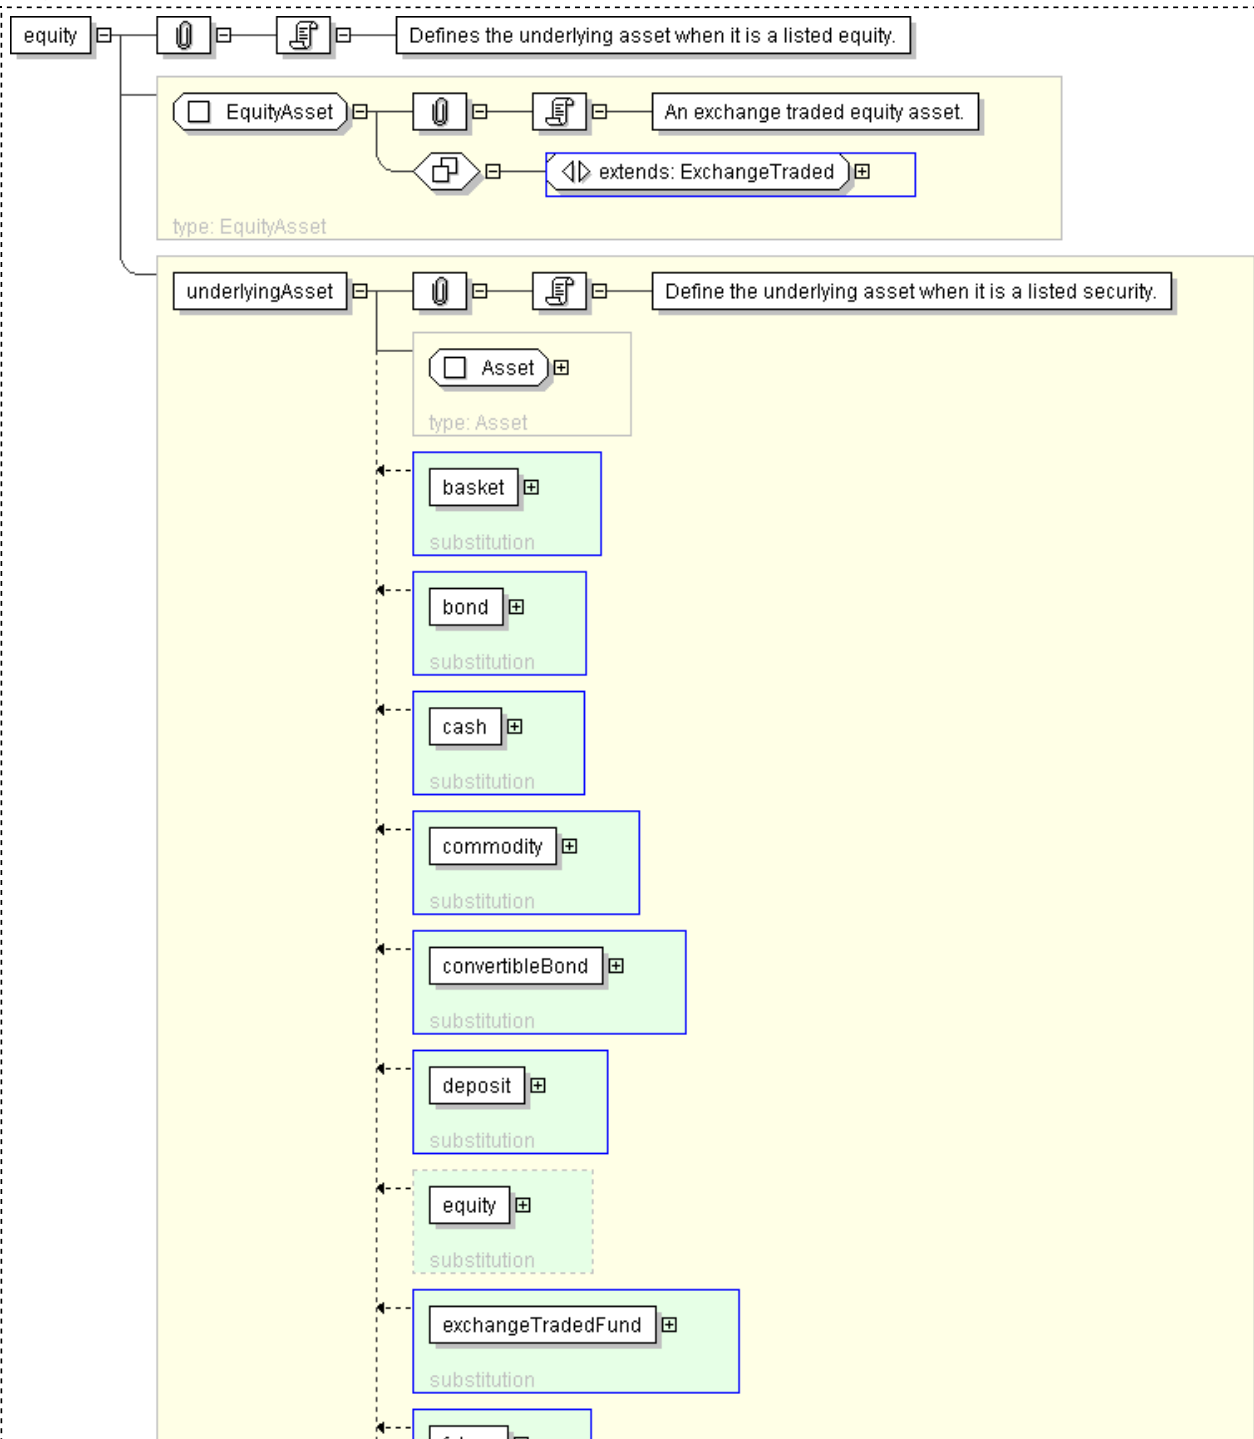 equity Defines the underlying asset when it is a listed equity.
EquityAsset An exchange traded equity asset.
extends: ExchangeTraded
type: EquityAsset
underlyingAsset Define the underlying asset when it is a listed security.
Asset
type: Asset
basket
substitution
bond
substitution
cash
substitution
commodity
substitution
convertibleBond
substitution
deposit
substitution
equity
substitution
exchangeTradedFund
substitution